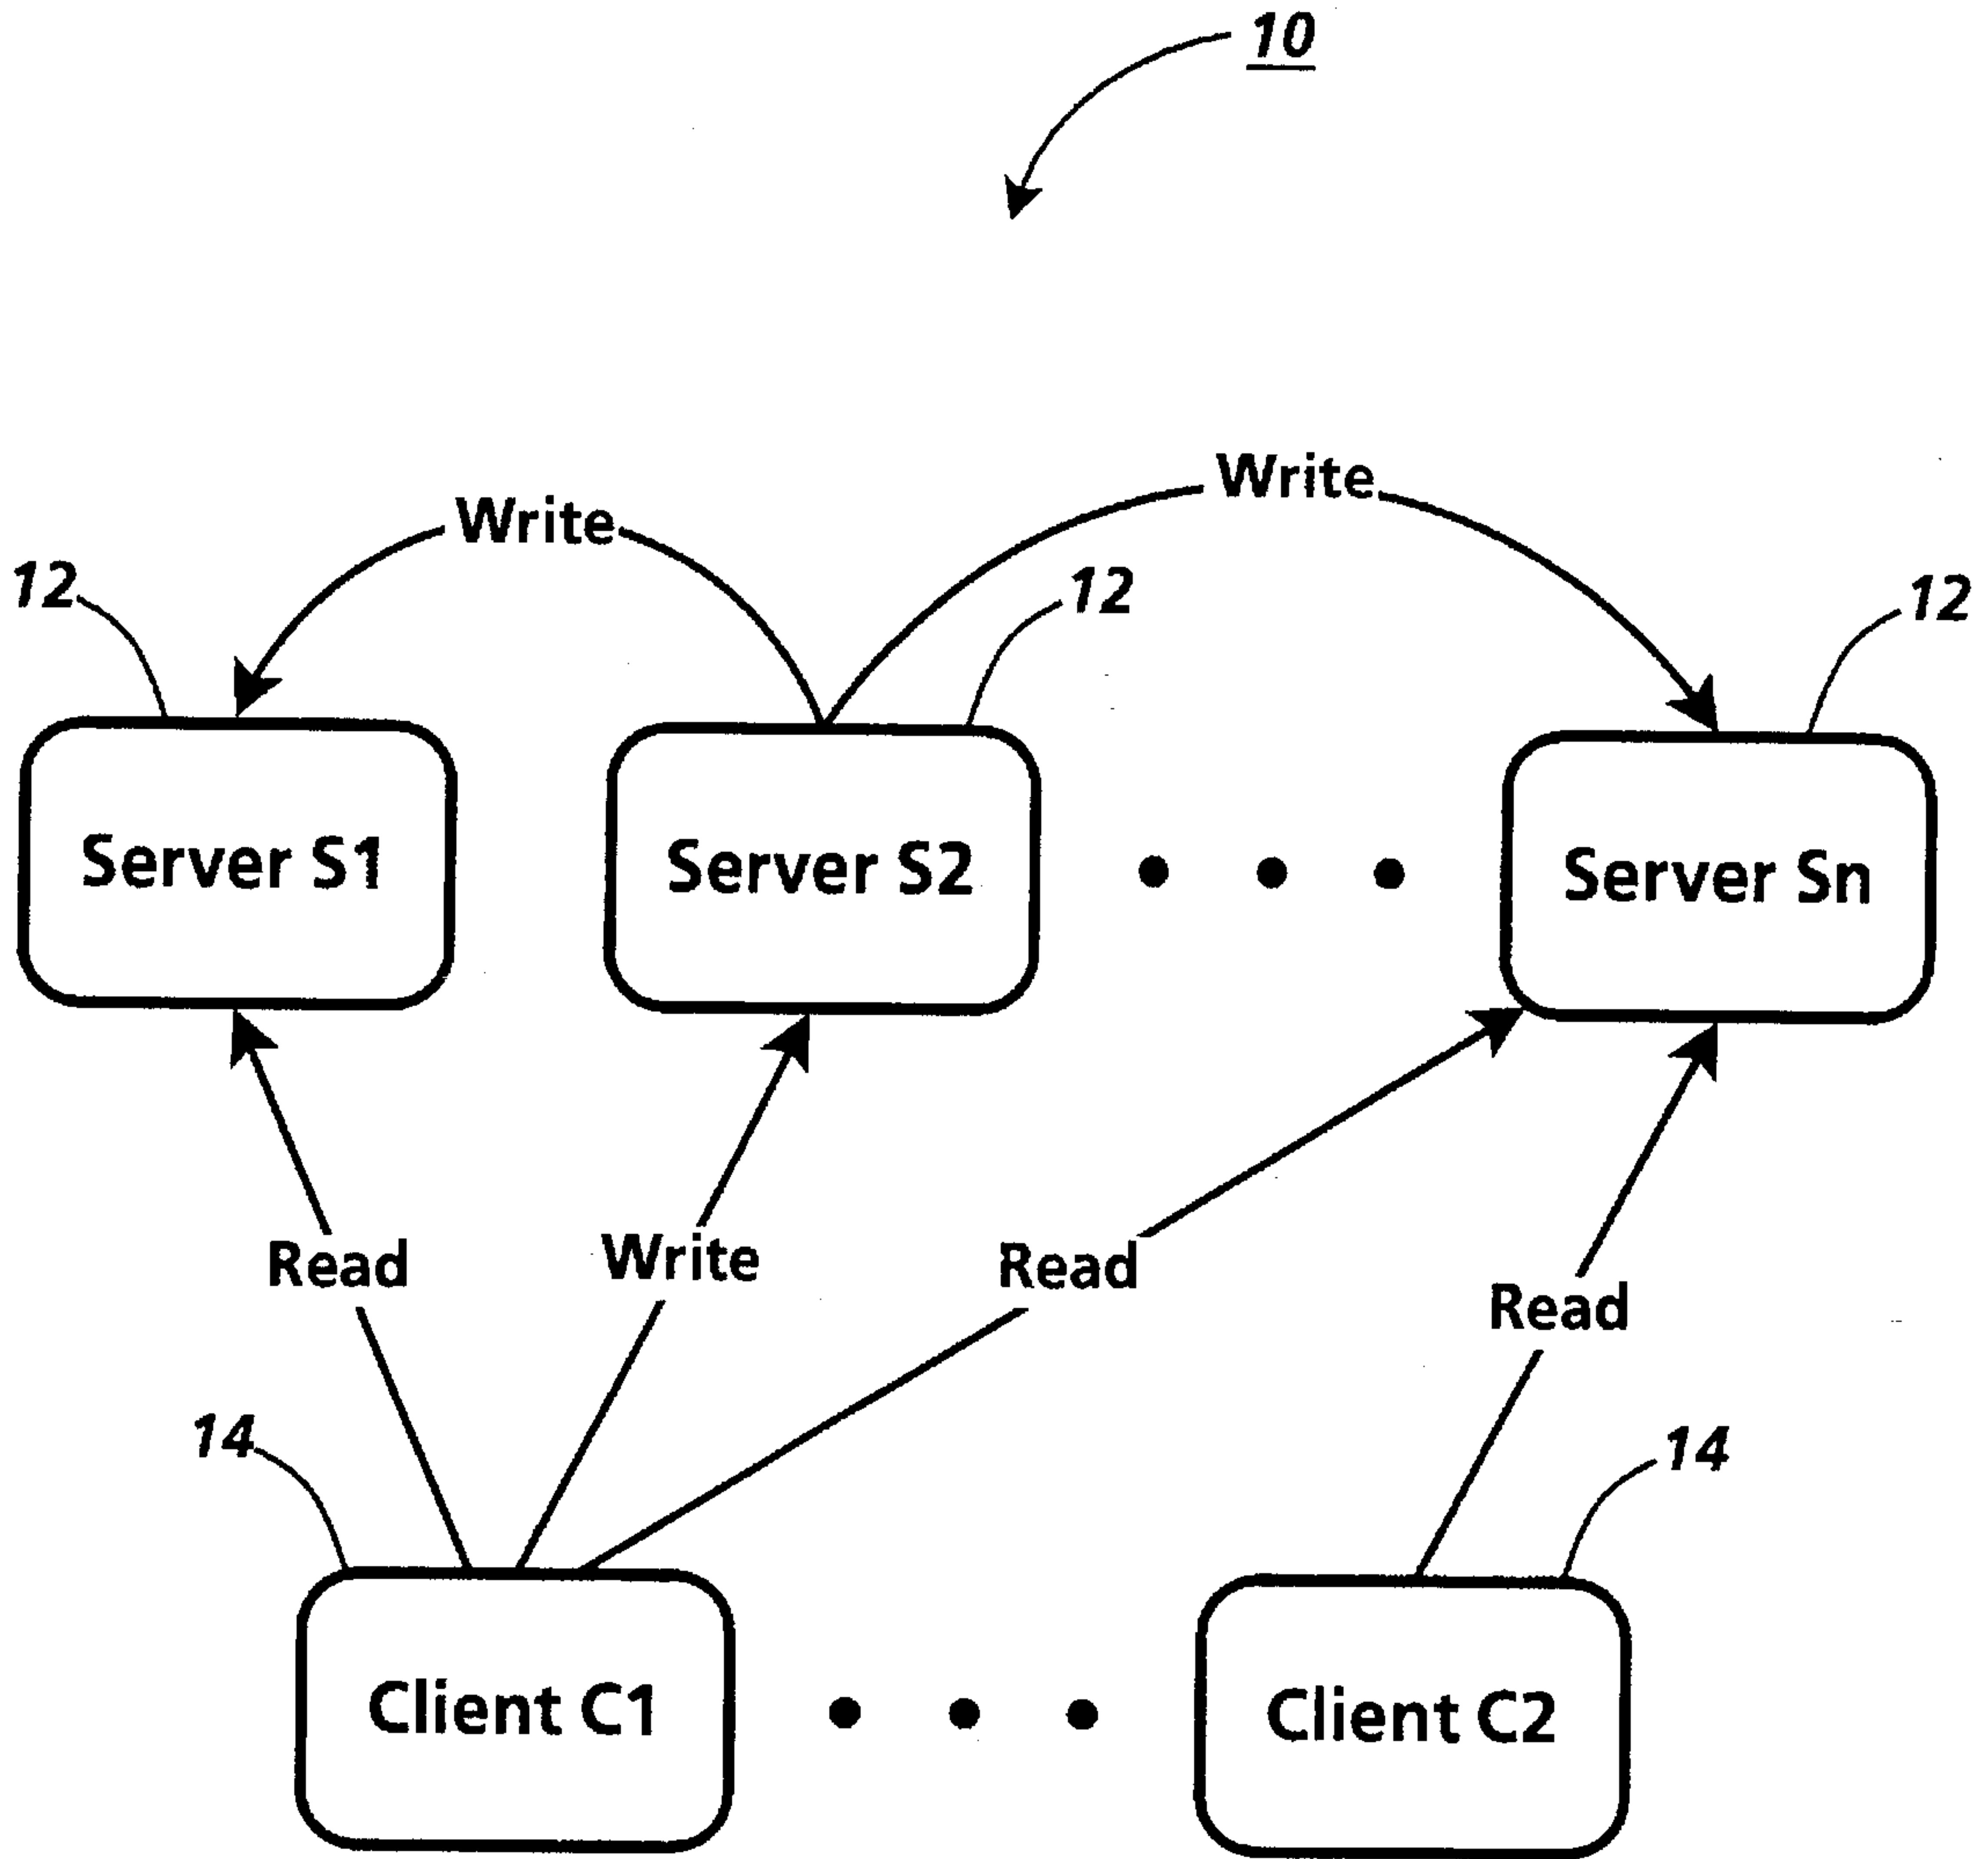 10
Write
Write
12
12
12
Server S1
Server S2
Server Sn
Read
Write
Read
Read
14
14
Client C1
Client C2